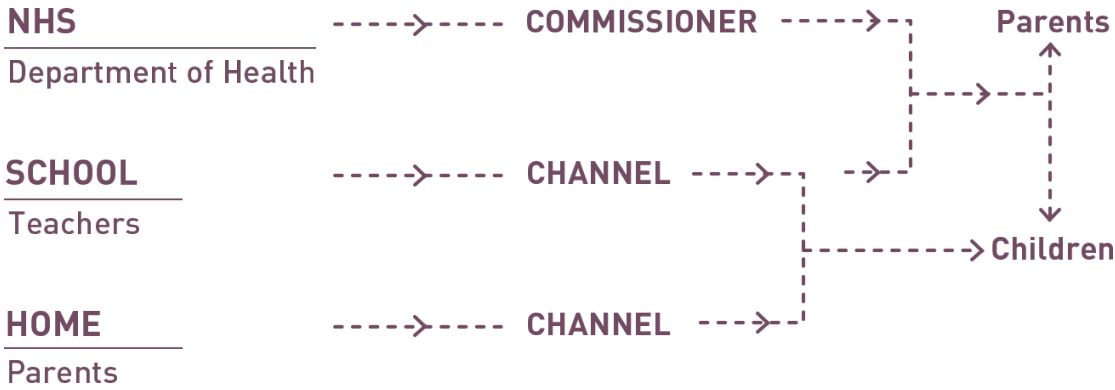 NHS COMMISSIONER Parents
Department of Health
SCHOOL CHANNEL
Teachers
Children
HOME CHANNEL
Parents